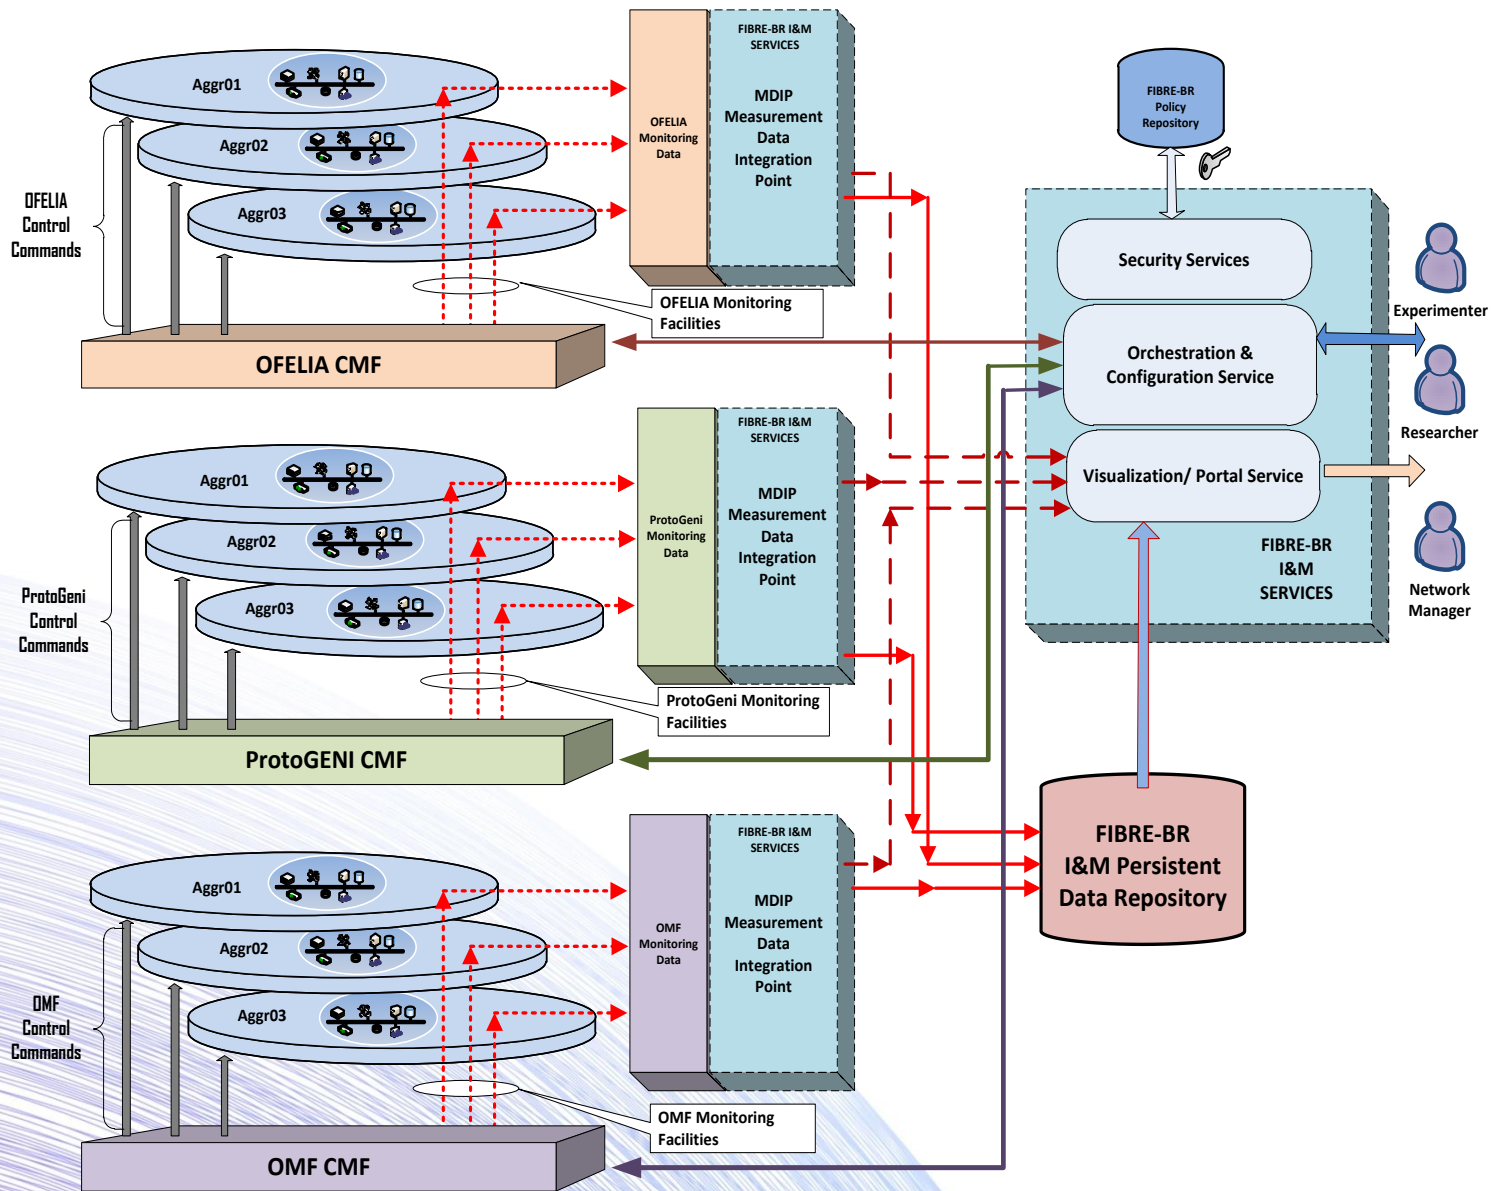 Aggr01
Aggr02
Aggr03
OFELIA
Control
Commands
OFELIA
Monitoring
Data
FIBRE-BR I&M
SERVICES
MDIP
Measurement
Data
Integration
Point
OFELIA Monitoring
Facilities
OFELIA CMF
FIBRE-BR
Policy
Repository
Security Services
Orchestration &
Configuration Service
Visualization/ Portal Service
FIBRE-BR
I&M
SERVICES
Experimenter
Researcher
Network
Manager
Aggr01
Aggr02
Aggr03
ProtoGeni
Control
Commands
ProtoGeni
Monitoring
Data
FIBRE-BR I&M
SERVICES
MDIP
Measurement
Data
Integration
Point
ProtoGeni Monitoring
Facilities
ProtoGENI CMF
FIBRE-BR
I&M Persistent
Data Repository
Aggr01
Aggr02
Aggr03
OMF
Control
Commands
OMF
Monitoring
Data
FIBRE-BR I&M
SERVICES
MDIP
Measurement
Data
Integration
Point
OMF Monitoring
Facilities
OMF CMF